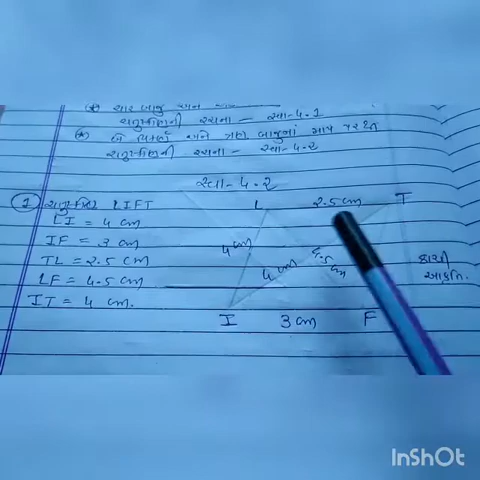 (*) ચાર બાજુ અને
ચતુષ્કોણની રચના - સ્વા-4.1
(*) બે વિકર્ણો અને ત્રણ બાજુનાં માપ પરથી
ચતુષ્કોણની રચના - સ્વા-4.2
સ્વા-4.2
① ચતુષ્કોણ LIFT
LI = 4 cm
IF = 3 cm
TL = 2.5 cm
LF = 4.5 cm
IT = 4 cm.
L 2.5 cm T
4 cm
4 cm 4.5 cm
કાચી
આકૃતિ.
I 3 cm F
InShOt